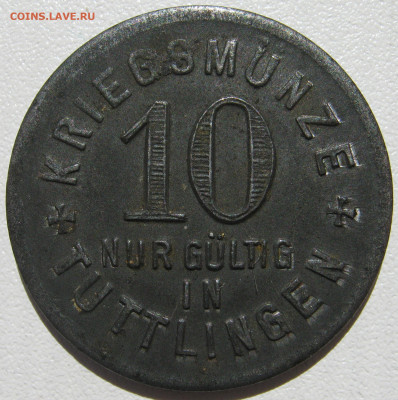 COINS.LAVE.RU
KRIEGSMÜNZE
10
NUR GÜLTIG
IN
TUTTLINGEN